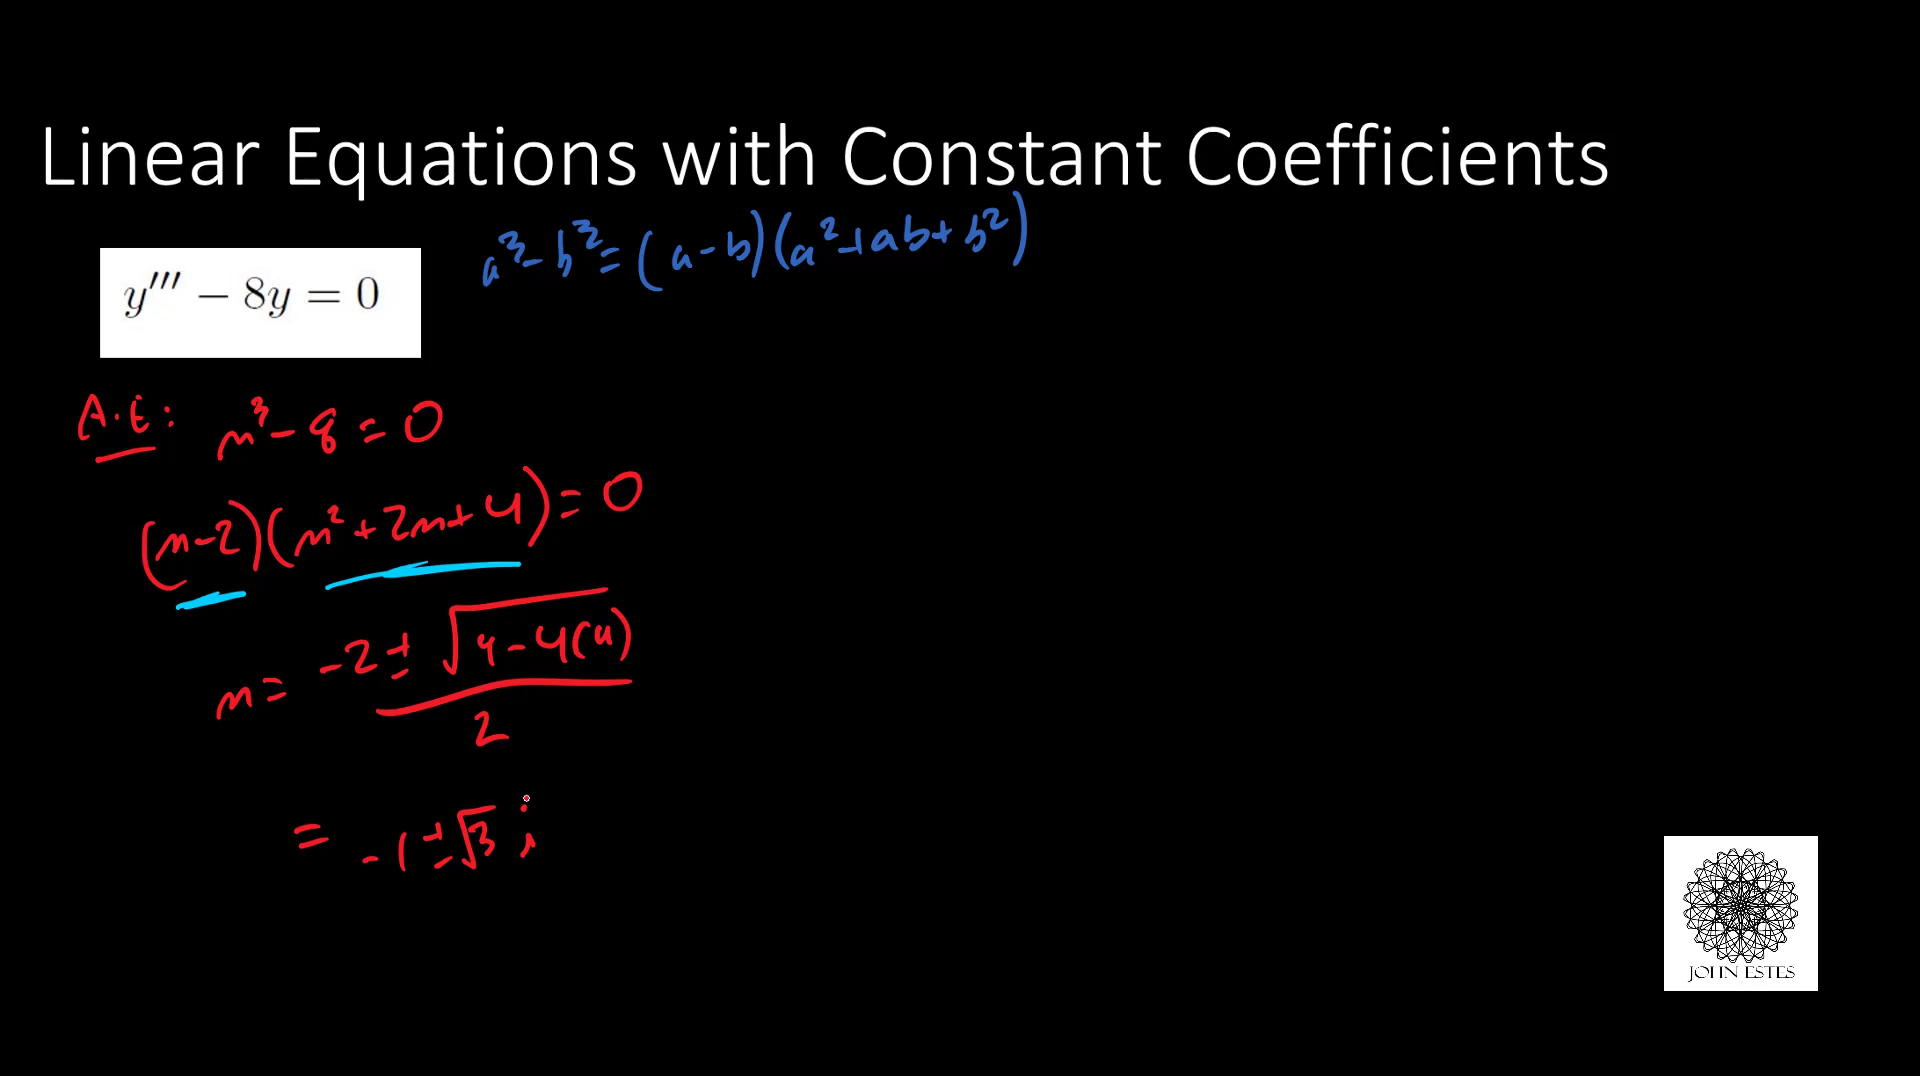 Linear Equations with Constant Coefficients
a³ - b³ = (a - b)(a² + ab + b²)
y''' − 8y = 0
A.E: m³ - 8 = 0
(m - 2)(m² + 2m + 4) = 0
m = -2 ± √4 - 4(4)
2
= -1 ± √3 i
JOHN ESTES